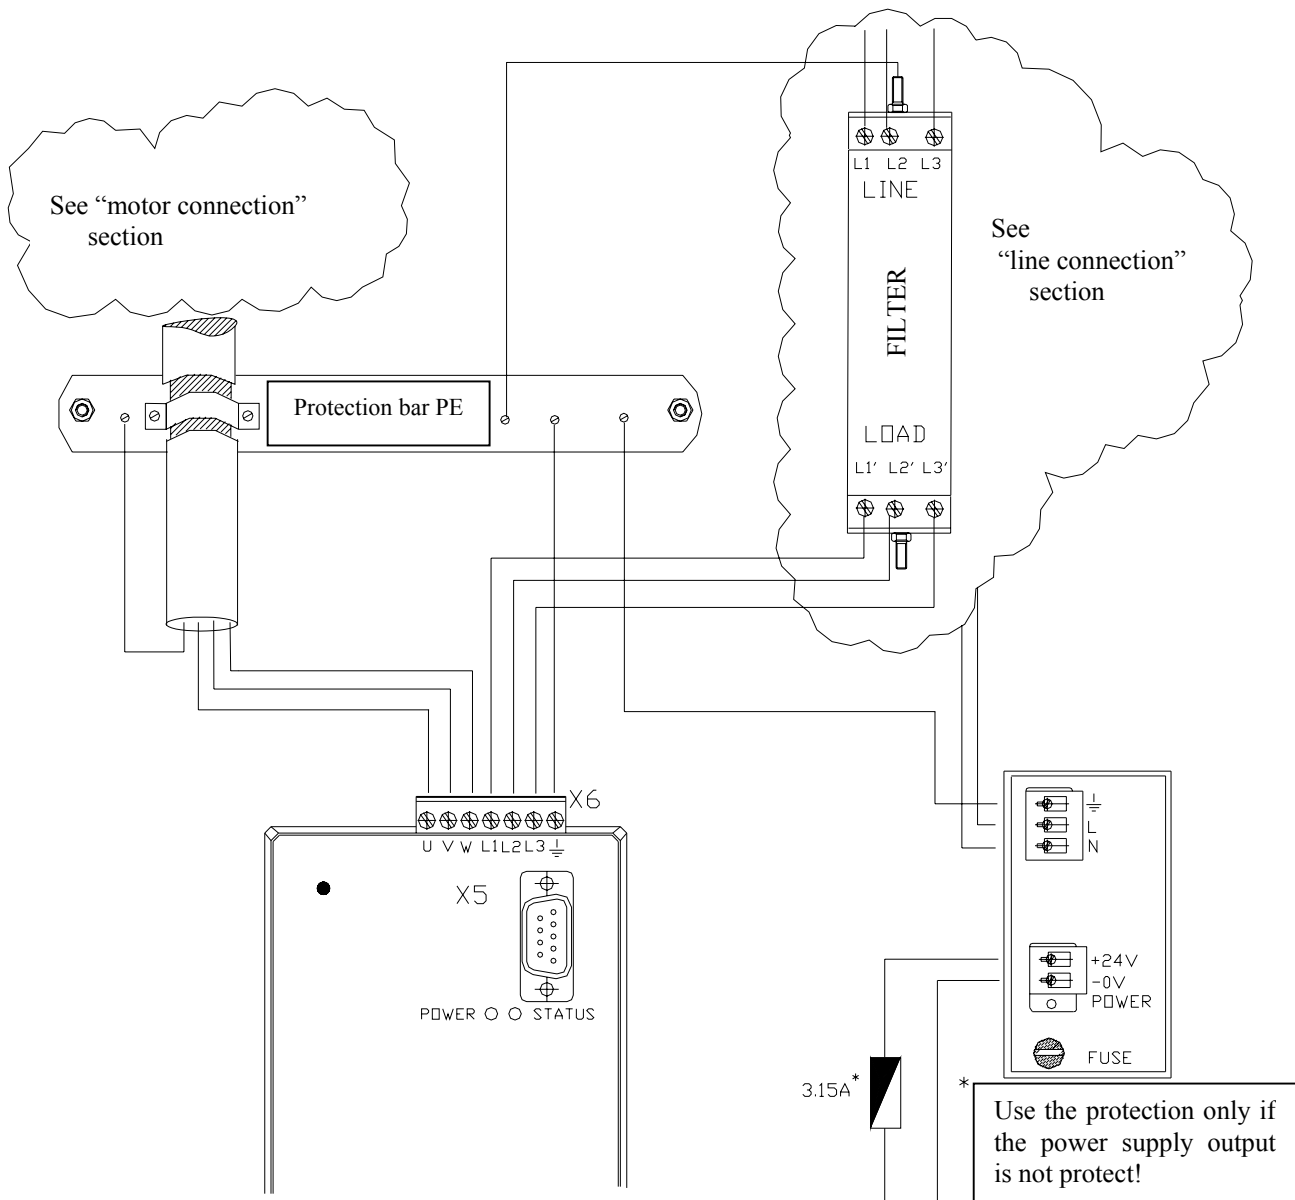 See “motor connection”
section
L1 L2 L3
LINE
FILTER
See
“line connection”
section
Protection bar PE
LOAD
L1' L2' L3'
X6
U V W L1 L2 L3
X5
POWER STATUS
L
N
+24V
-0V
POWER
FUSE
3.15A*
*
Use the protection only if
the power supply output
is not protect!